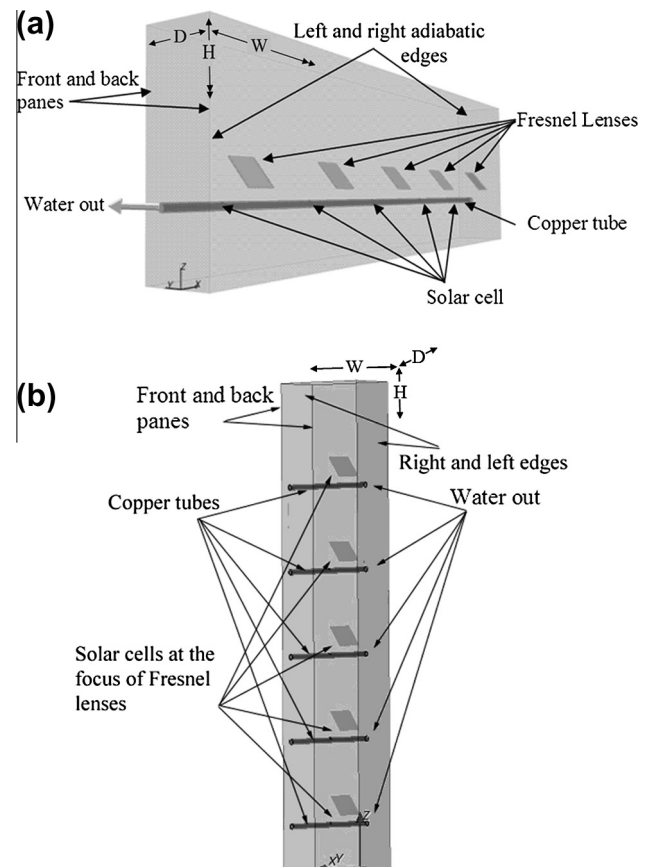 (a)
D
H
W
Left and right adiabatic
edges
Front and back
panes
Fresnel Lenses
Water out
Copper tube
Solar cell
Z
Y
X
(b)
W
D
H
Front and back
panes
Right and left edges
Copper tubes
Water out
Solar cells at the
focus of Fresnel
lenses
Z
X
Y